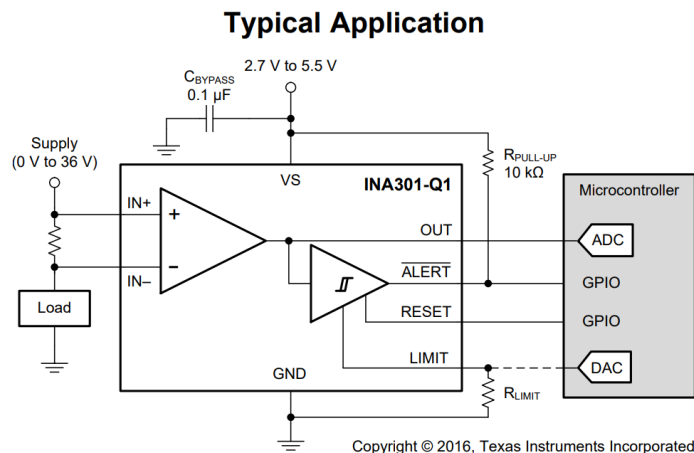 Typical Application
2.7 V to 5.5 V
CBYPASS
0.1 µF
Supply
(0 V to 36 V)
RPULL-UP
10 kΩ
VS
INA301-Q1
Microcontroller
IN+
+
OUT
ADC
−
IN−
ALERT
GPIO
Load
RESET
GPIO
LIMIT
DAC
GND
RLIMIT
Copyright © 2016, Texas Instruments Incorporated